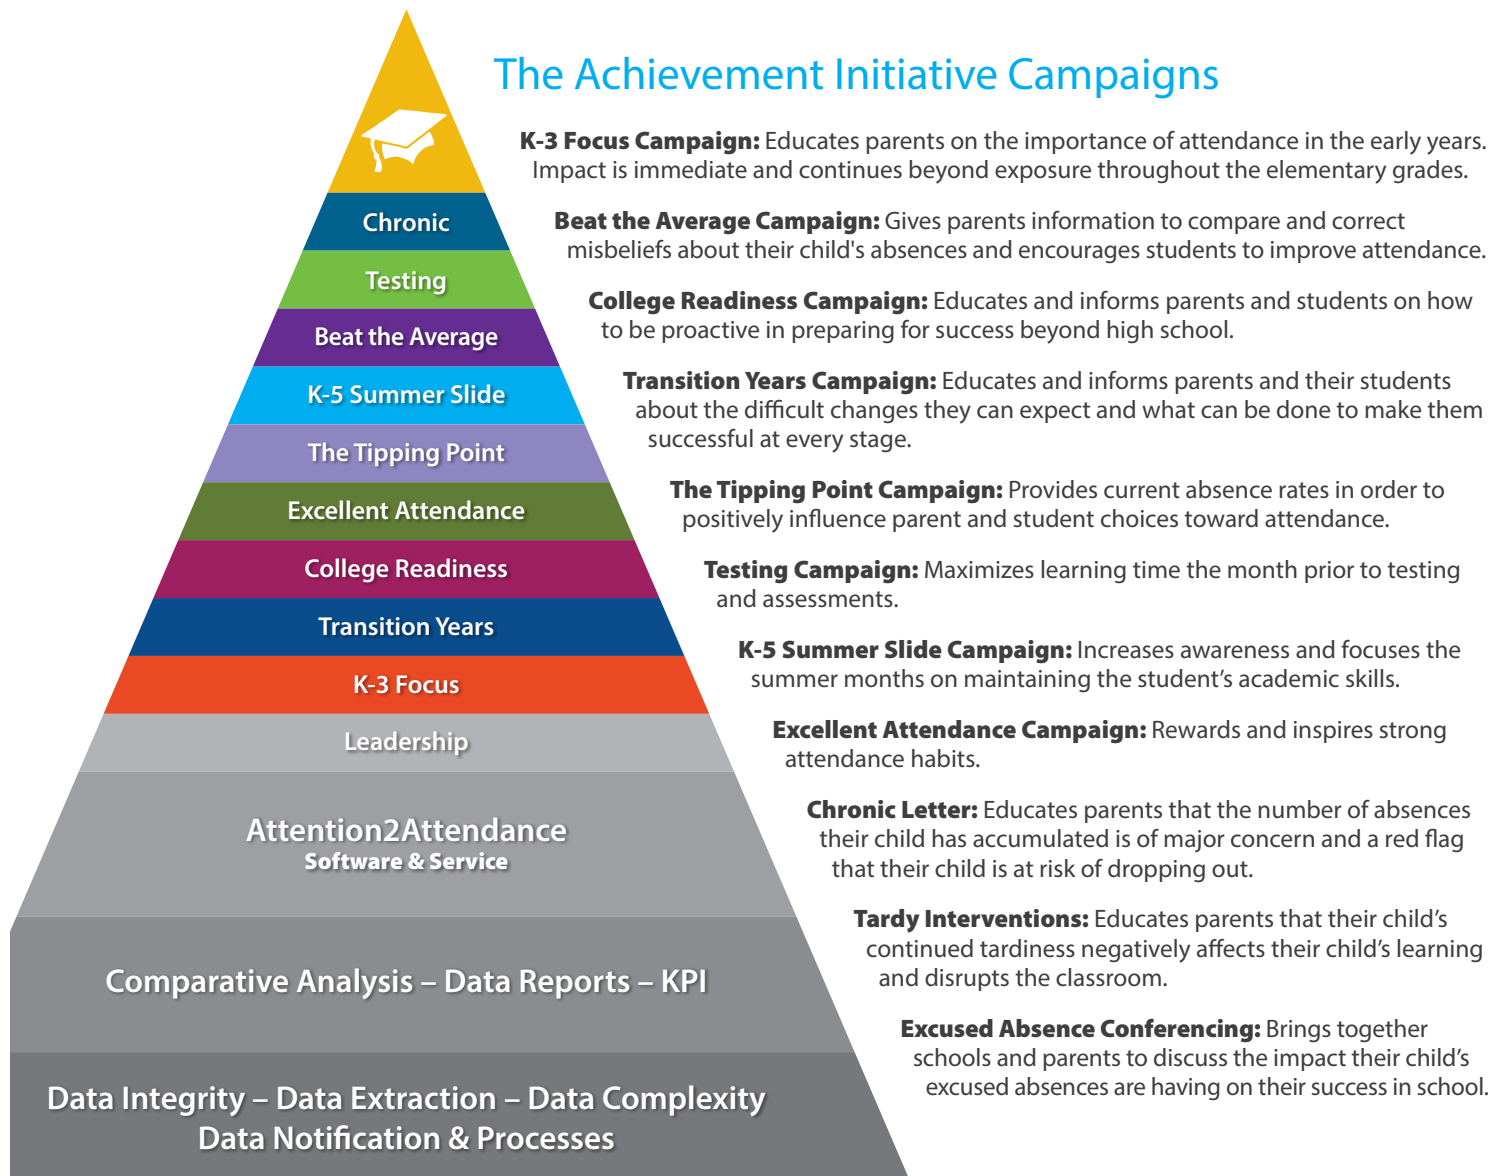 The Achievement Initiative Campaigns
K-3 Focus Campaign: Educates parents on the importance of attendance in the early years.
Impact is immediate and continues beyond exposure throughout the elementary grades.
Beat the Average Campaign: Gives parents information to compare and correct
misbeliefs about their child's absences and encourages students to improve attendance.
College Readiness Campaign: Educates and informs parents and students on how
to be proactive in preparing for success beyond high school.
Transition Years Campaign: Educates and informs parents and their students
about the difficult changes they can expect and what can be done to make them
successful at every stage.
The Tipping Point Campaign: Provides current absence rates in order to
positively influence parent and student choices toward attendance.
Testing Campaign: Maximizes learning time the month prior to testing
and assessments.
K-5 Summer Slide Campaign: Increases awareness and focuses the
summer months on maintaining the student’s academic skills.
Excellent Attendance Campaign: Rewards and inspires strong
attendance habits.
Chronic Letter: Educates parents that the number of absences
their child has accumulated is of major concern and a red flag
that their child is at risk of dropping out.
Tardy Interventions: Educates parents that their child’s
continued tardiness negatively affects their child’s learning
and disrupts the classroom.
Excused Absence Conferencing: Brings together
schools and parents to discuss the impact their child’s
excused absences are having on their success in school.
Chronic
Testing
Beat the Average
K-5 Summer Slide
The Tipping Point
Excellent Attendance
College Readiness
Transition Years
K-3 Focus
Leadership
Attention2Attendance
Software & Service
Comparative Analysis – Data Reports – KPI
Data Integrity – Data Extraction – Data Complexity
Data Notification & Processes